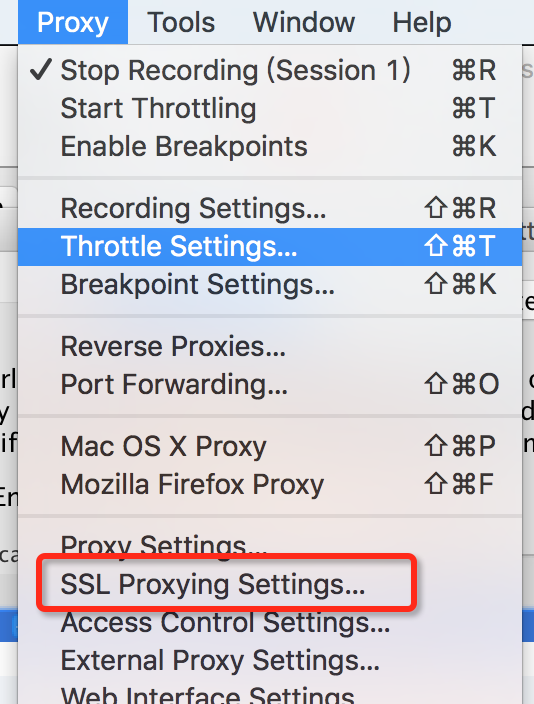 Proxy Tools Window Help
✓ Stop Recording (Session 1) ⌘R
Start Throttling ⌘T
Enable Breakpoints ⌘K
Recording Settings... ⇧⌘R
Throttle Settings... ⇧⌘T
Breakpoint Settings... ⇧⌘K
Reverse Proxies...
Port Forwarding... ⇧⌘O
Mac OS X Proxy ⇧⌘P
Mozilla Firefox Proxy ⇧⌘F
Proxy Settings...
SSL Proxying Settings...
Access Control Settings...
External Proxy Settings...
Web Interface Settings